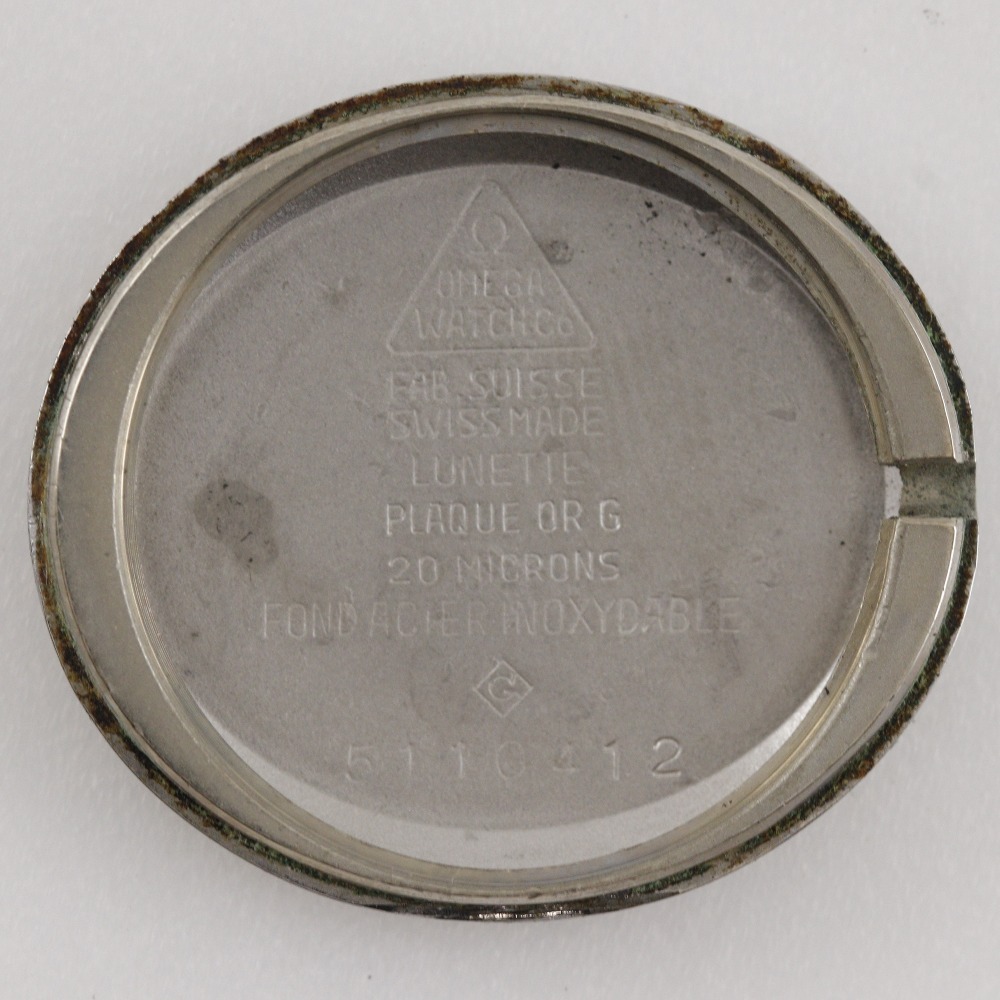 Ω
OMEGA
WATCH Co
FAB. SUISSE
SWISS MADE
LUNETTE
PLAQUE OR G
20 MICRONS
FOND ACIER INOXYDABLE
G
5110412